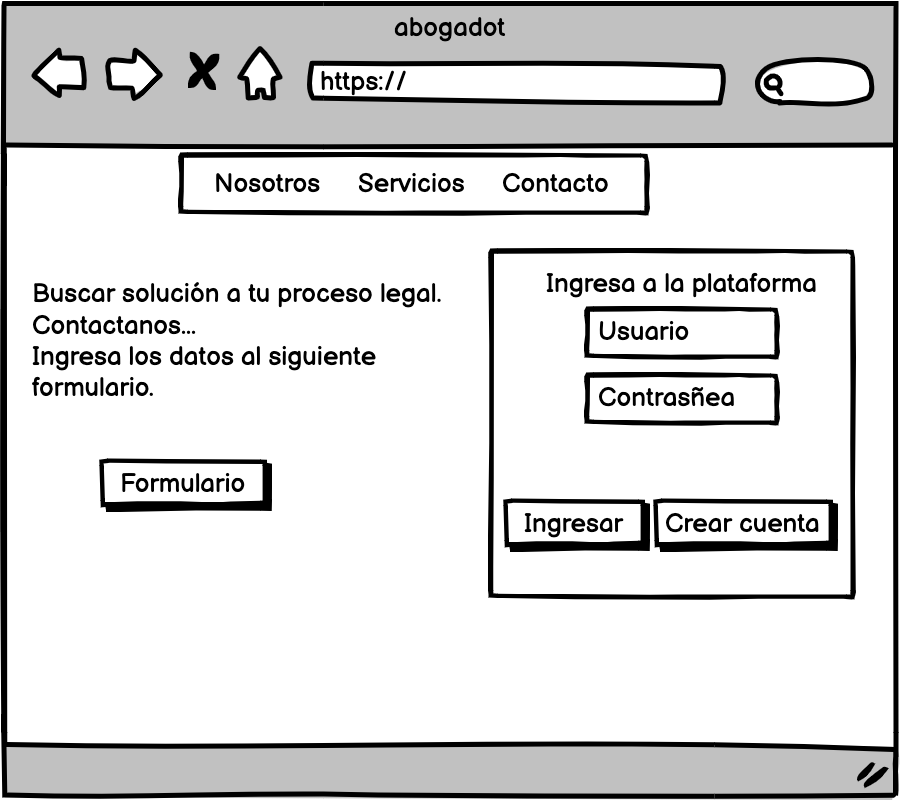 abogadot
https://
Nosotros Servicios Contacto
Buscar solución a tu proceso legal.
Contactanos...
Ingresa los datos al siguiente
formulario.
Formulario
Ingresa a la plataforma
Usuario
Contrasñea
Ingresar Crear cuenta